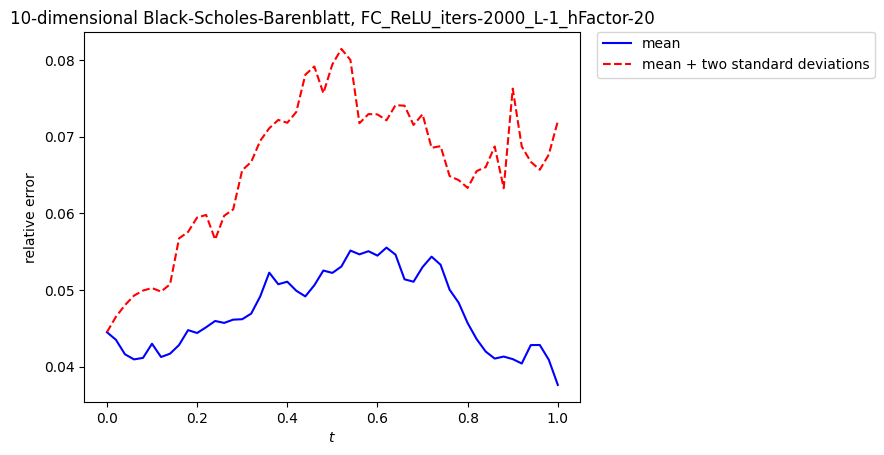 10-dimensional Black-Scholes-Barenblatt, FC_ReLU_iters-2000_L-1_hFactor-20
mean
mean + two standard deviations
0.08
0.07
0.06
0.05
0.04
relative error
0.0 0.2 0.4 0.6 0.8 1.0
t